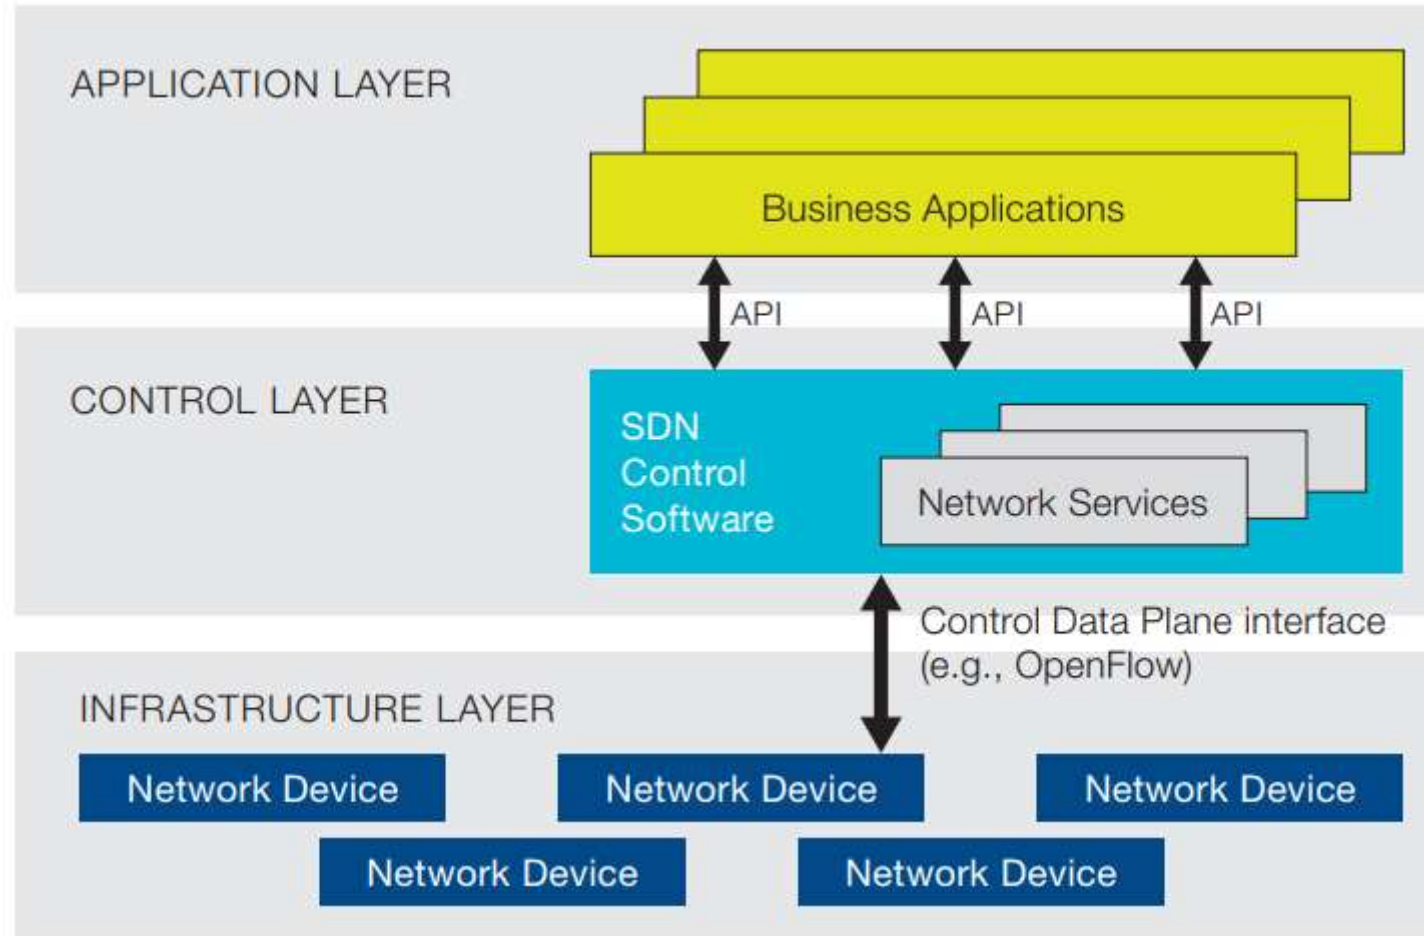 APPLICATION LAYER
Business Applications
API
API
API
CONTROL LAYER
SDN
Control
Software
Network Services
Control Data Plane interface
(e.g., OpenFlow)
INFRASTRUCTURE LAYER
Network Device
Network Device
Network Device
Network Device
Network Device